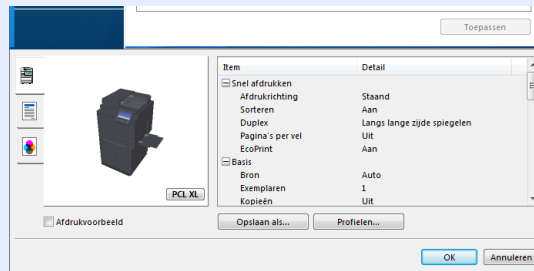 Toepassen
Item Detail
Snel afdrukken
Afdrukrichting Staand
Sorteren Aan
Duplex Langs lange zijde spiegelen
Pagina's per vel Uit
EcoPrint Aan
Basis
Bron Auto
Exemplaren 1
Kopieën Uit
PCL XL
Afdrukvoorbeeld
Opslaan als... Profielen...
OK Annuleren